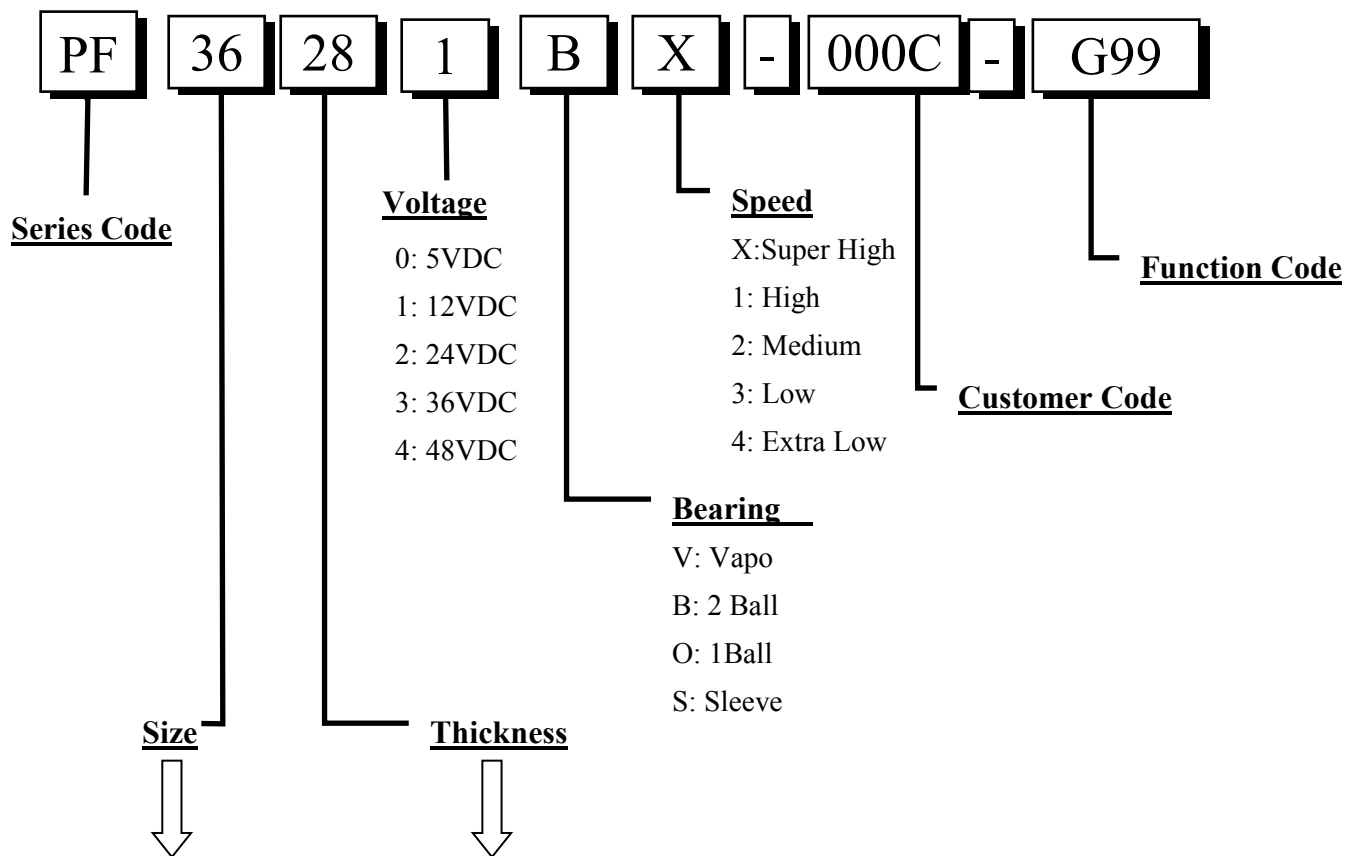 PF 36 28 1 B X - 000C - G99
Series Code
Voltage
0: 5VDC
1: 12VDC
2: 24VDC
3: 36VDC
4: 48VDC
Speed
X:Super High
1: High
2: Medium
3: Low
4: Extra Low
Function Code
Customer Code
Bearing
V: Vapo
B: 2 Ball
O: 1Ball
S: Sleeve
Size
Thickness